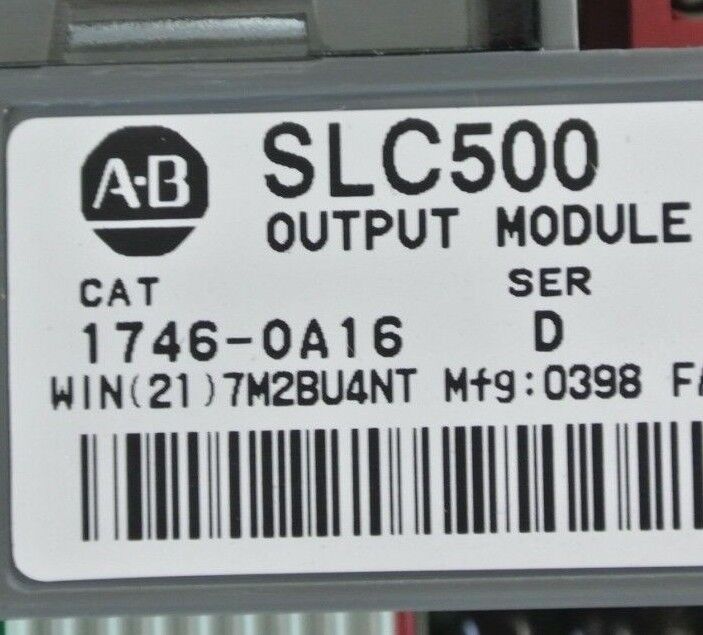 A·B
SLC500
OUTPUT MODULE
CAT SER
1746-OA16 D
WIN(21)7M2BU4NT Mfg:0398